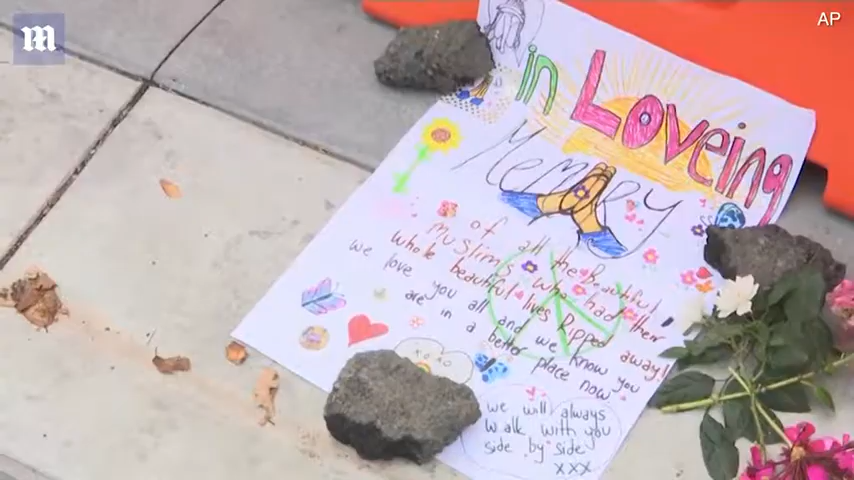 m
AP
in Loveing
Memory
of all the Beautiful
Muslims who had their
whole beautiful lives Ripped away!
we love you all and we know you
are in a better place now
we will always
walk with you
side by side
xxx